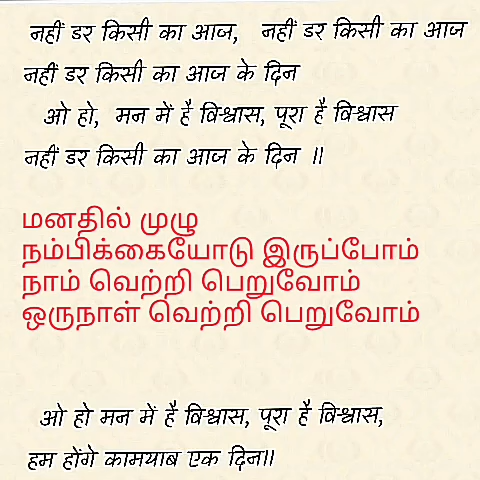 नहीं डर किसी का आज, नहीं डर किसी का आज
नहीं डर किसी का आज के दिन
ओ हो, मन में है विश्वास, पूरा है विश्वास
नहीं डर किसी का आज के दिन ॥
மனதில் முழு
நம்பிக்கையோடு இருப்போம்
நாம் வெற்றி பெறுவோம்
ஒருநாள் வெற்றி பெறுவோம்
ओ हो मन में है विश्वास, पूरा है विश्वास,
हम होंगे कामयाब एक दिन॥